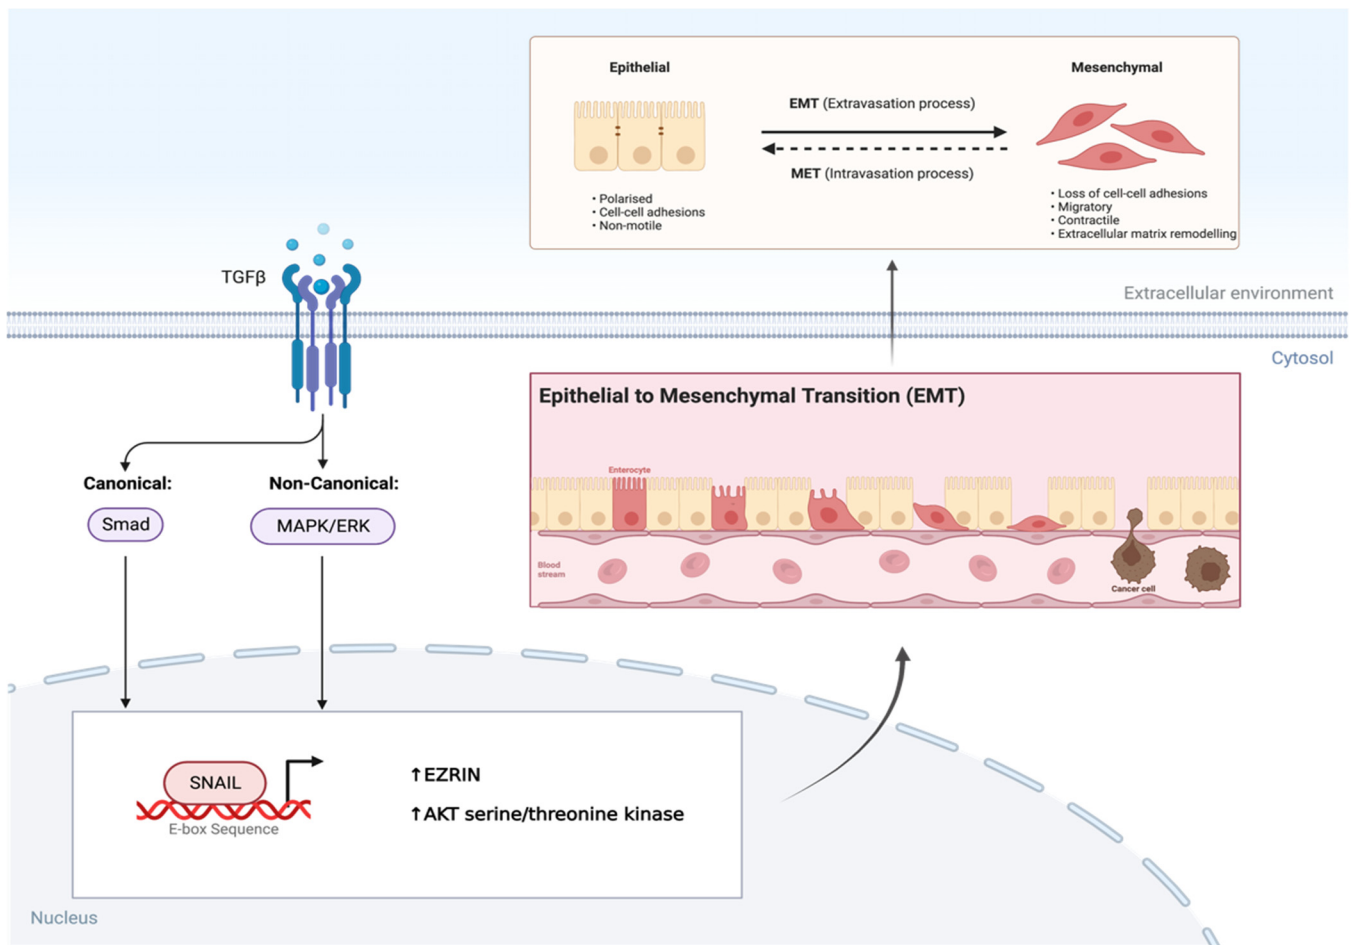 Epithelial
Mesenchymal
EMT (Extravasation process)
MET (Intravasation process)
• Polarised
• Cell-cell adhesions
• Non-motile
• Loss of cell-cell adhesions
• Migratory
• Contractile
• Extracellular matrix remodelling
TGFβ
Extracellular environment
Cytosol
Epithelial to Mesenchymal Transition (EMT)
Enterocyte
Blood
stream
Cancer cell
Canonical:
Non-Canonical:
Smad
MAPK/ERK
SNAIL
E-box Sequence
↑EZRIN
↑AKT serine/threonine kinase
Nucleus